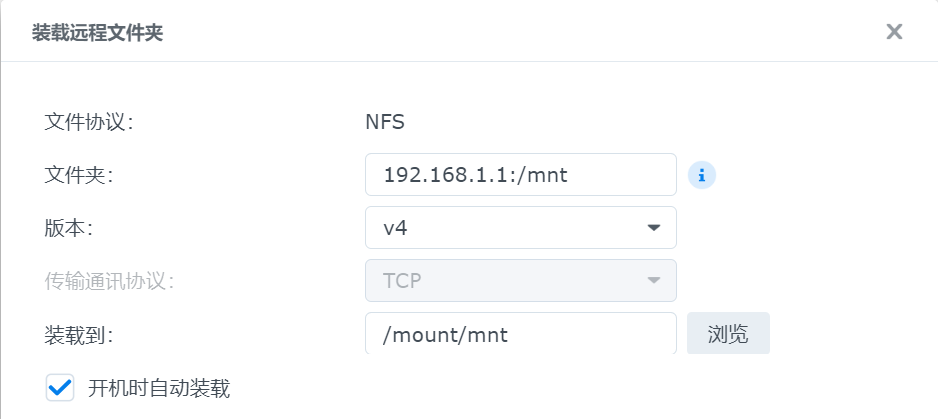 装载远程文件夹
文件协议: NFS
文件夹: 192.168.1.1:/mnt
版本: v4
传输通讯协议: TCP
装载到: /mount/mnt 浏览
开机时自动装载